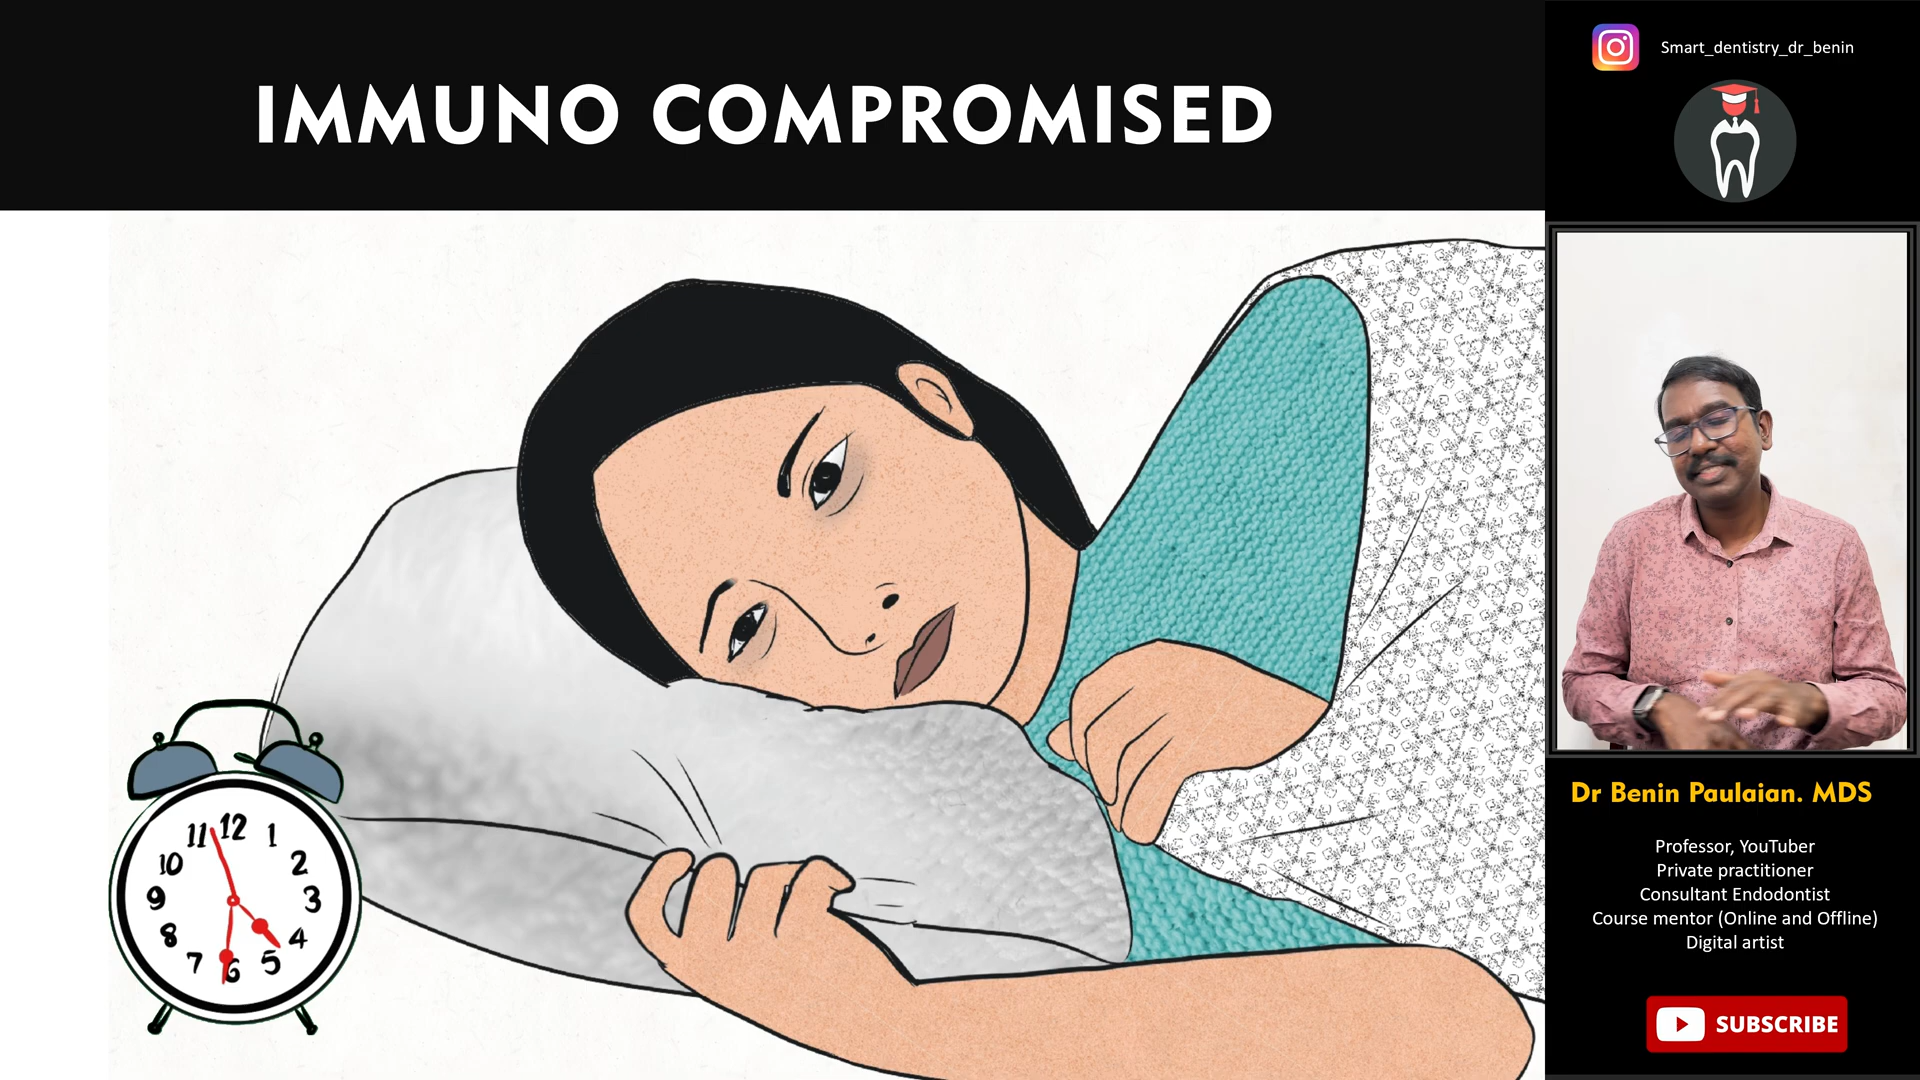 IMMUNO COMPROMISED
Smart_dentistry_dr_benin
11 12 1
10 2
9 3
8 4
7 6 5
Dr Benin Paulaian. MDS
Professor, YouTuber
Private practitioner
Consultant Endodontist
Course mentor (Online and Offline)
Digital artist
SUBSCRIBE